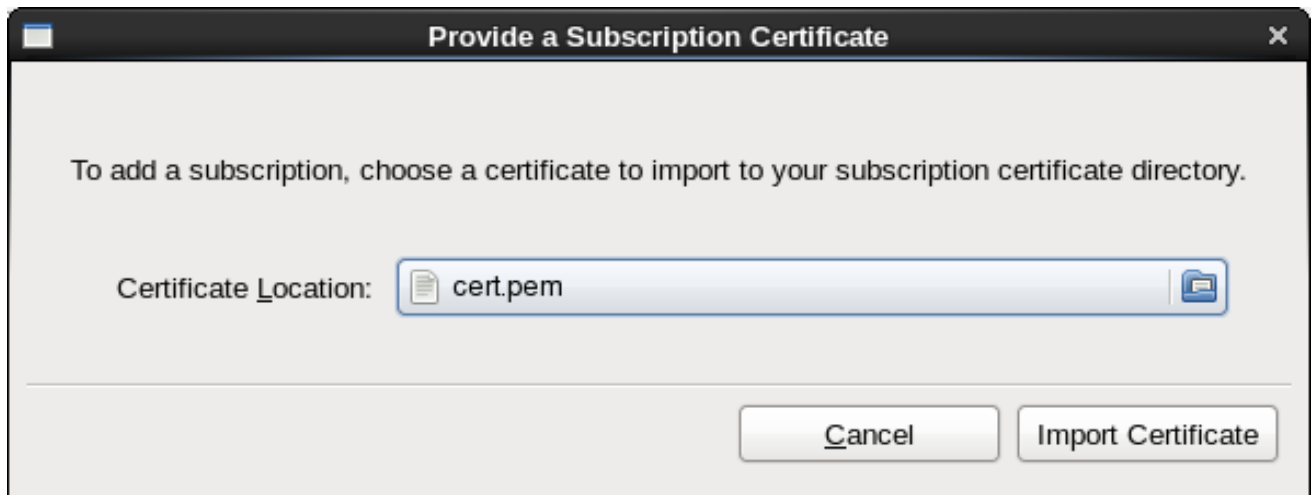 Provide a Subscription Certificate
To add a subscription, choose a certificate to import to your subscription certificate directory.
Certificate Location: cert.pem
Cancel Import Certificate